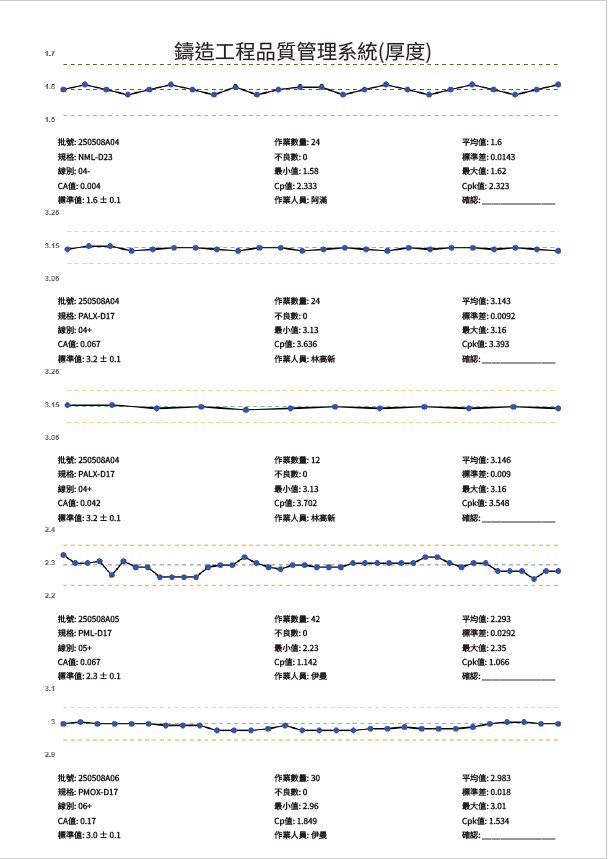 鑄造工程品質管理系統(厚度)
1.7
1.6
1.5
批號: 250508A04 作業數量: 24 平均值: 1.6
規格: NML-D23 不良數: 0 標準差: 0.0143
線別: 04- 最小值: 1.58 最大值: 1.62
CA值: 0.004 Cp值: 2.333 Cpk值: 2.323
標準值: 1.6 ± 0.1 作業人員: 阿滿 確認: ________________
3.25
3.15
3.05
批號: 250508A04 作業數量: 24 平均值: 3.143
規格: PALX-D17 不良數: 0 標準差: 0.0092
線別: 04+ 最小值: 3.13 最大值: 3.16
CA值: 0.067 Cp值: 3.636 Cpk值: 3.393
標準值: 3.2 ± 0.1 作業人員: 林高新 確認: ________________
3.25
3.15
3.05
批號: 250508A04 作業數量: 12 平均值: 3.146
規格: PALX-D17 不良數: 0 標準差: 0.009
線別: 04+ 最小值: 3.13 最大值: 3.16
CA值: 0.042 Cp值: 3.702 Cpk值: 3.548
標準值: 3.2 ± 0.1 作業人員: 林高新 確認: ________________
2.4
2.3
2.2
批號: 250508A05 作業數量: 42 平均值: 2.293
規格: PML-D17 不良數: 0 標準差: 0.0292
線別: 05+ 最小值: 2.23 最大值: 2.35
CA值: 0.067 Cp值: 1.142 Cpk值: 1.066
標準值: 2.3 ± 0.1 作業人員: 伊曼 確認: ________________
3.1
3
2.9
批號: 250508A06 作業數量: 30 平均值: 2.983
規格: PMOX-D17 不良數: 0 標準差: 0.018
線別: 06+ 最小值: 2.96 最大值: 3.01
CA值: 0.17 Cp值: 1.849 Cpk值: 1.534
標準值: 3.0 ± 0.1 作業人員: 伊曼 確認: ________________